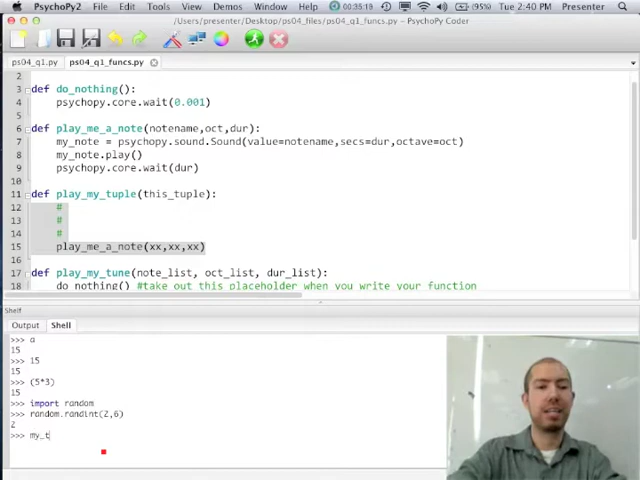 PsychoPy2 File Edit Tools View Demos Window Help 00:35:18 (95%) Tue 2:40 PM Presenter
/Users/presenter/Desktop/ps04_files/ps04_q1_funcs.py - PsychoPy Coder
ps04_q1.py ps04_q1_funcs.py
2
3 def do_nothing():
4 psychopy.core.wait(0.001)
5
6 def play_me_a_note(notename,oct,dur):
7 my_note = psychopy.sound.Sound(value=notename,secs=dur,octave=oct)
8 my_note.play()
9 psychopy.core.wait(dur)
10
11 def play_my_tuple(this_tuple):
12 #
13 #
14 #
15 play_me_a_note(xx,xx,xx)
16
17 def play_my_tune(note_list, oct_list, dur_list):
18 do_nothing() #take out this placeholder when you write your function
Shelf
Output Shell
>>> a
15
>>> 15
15
>>> (5*3)
15
>>> import random
>>> random.randint(2,6)
2
>>> my_t